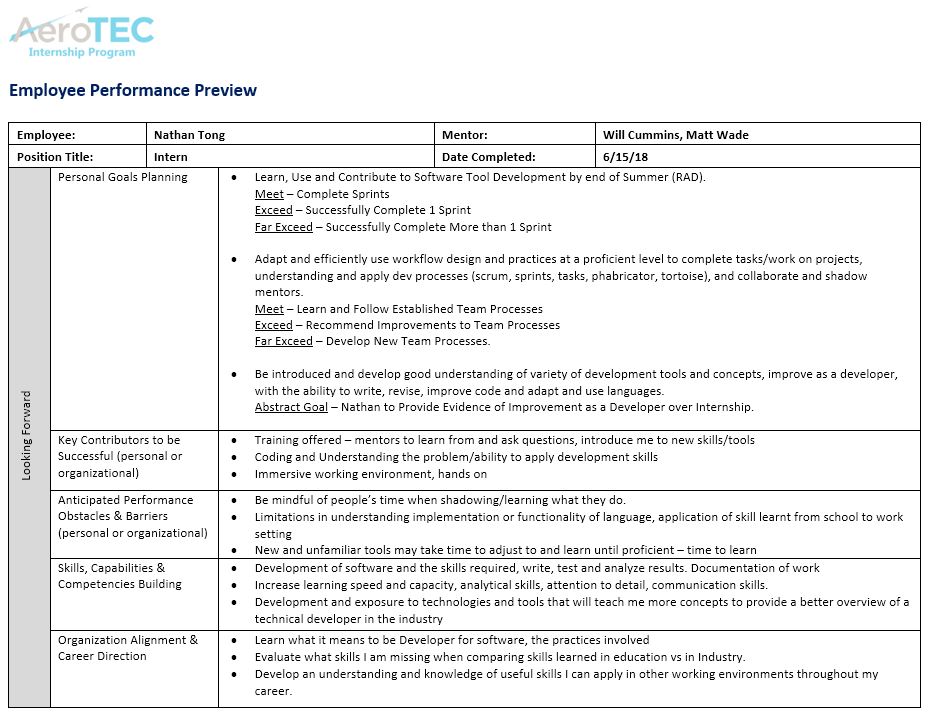 AeroTEC
Internship Program
Employee Performance Preview
Employee: Nathan Tong Mentor: Will Cummins, Matt Wade
Position Title: Intern Date Completed: 6/15/18
Looking Forward
Personal Goals Planning
• Learn, Use and Contribute to Software Tool Development by end of Summer (RAD).
Meet – Complete Sprints
Exceed – Successfully Complete 1 Sprint
Far Exceed – Successfully Complete More than 1 Sprint
• Adapt and efficiently use workflow design and practices at a proficient level to complete tasks/work on projects,
understanding and apply dev processes (scrum, sprints, tasks, phabricator, tortoise), and collaborate and shadow
mentors.
Meet – Learn and Follow Established Team Processes
Exceed – Recommend Improvements to Team Processes
Far Exceed – Develop New Team Processes.
• Be introduced and develop good understanding of variety of development tools and concepts, improve as a developer,
with the ability to write, revise, improve code and adapt and use languages.
Abstract Goal – Nathan to Provide Evidence of Improvement as a Developer over Internship.
Key Contributors to be
Successful (personal or
organizational)
• Training offered – mentors to learn from and ask questions, introduce me to new skills/tools
• Coding and Understanding the problem/ability to apply development skills
• Immersive working environment, hands on
Anticipated Performance
Obstacles & Barriers
(personal or organizational)
• Be mindful of people’s time when shadowing/learning what they do.
• Limitations in understanding implementation or functionality of language, application of skill learnt from school to work
setting
• New and unfamiliar tools may take time to adjust to and learn until proficient – time to learn
Skills, Capabilities &
Competencies Building
• Development of software and the skills required, write, test and analyze results. Documentation of work
• Increase learning speed and capacity, analytical skills, attention to detail, communication skills.
• Development and exposure to technologies and tools that will teach me more concepts to provide a better overview of a
technical developer in the industry
Organization Alignment &
Career Direction
• Learn what it means to be Developer for software, the practices involved
• Evaluate what skills I am missing when comparing skills learned in education vs in Industry.
• Develop an understanding and knowledge of useful skills I can apply in other working environments throughout my
career.